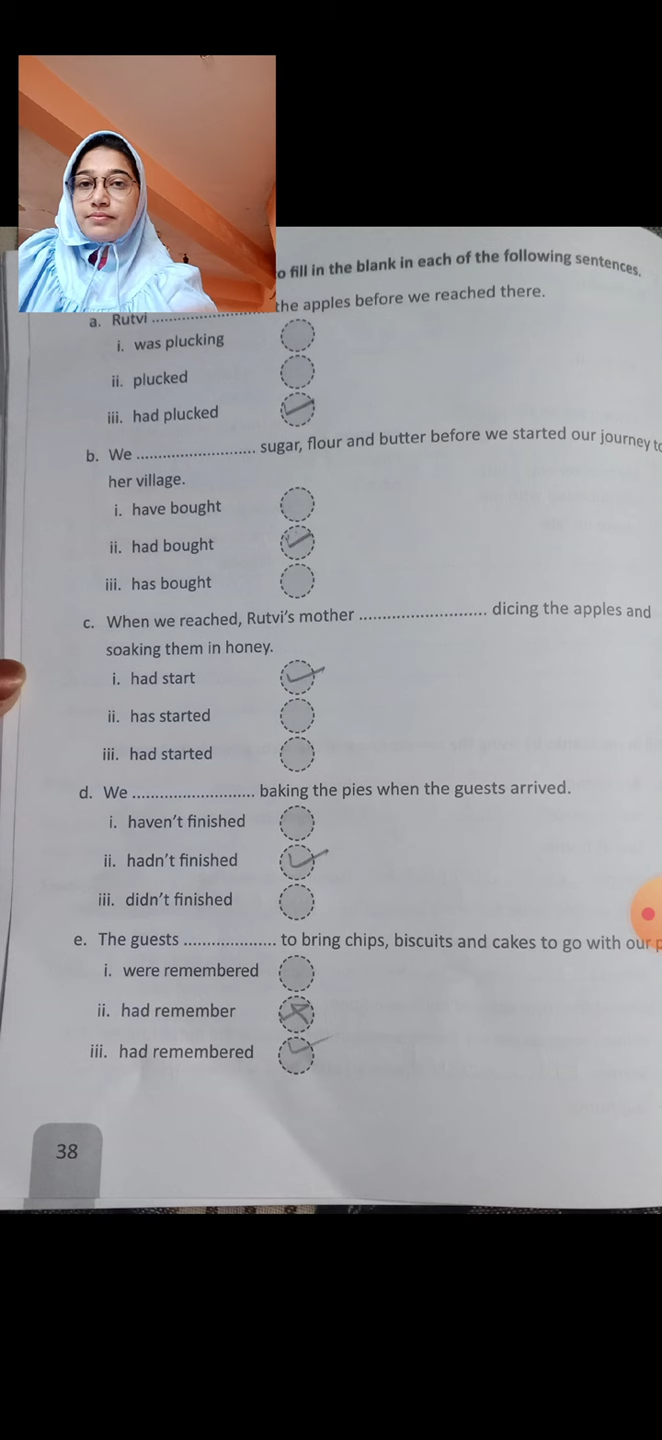 o fill in the blank in each of the following sentences.
a. Rutvi ........................ the apples before we reached there.
i. was plucking
ii. plucked
iii. had plucked
b. We ......................... sugar, flour and butter before we started our journey to
her village.
i. have bought
ii. had bought
iii. has bought
c. When we reached, Rutvi's mother ........................... dicing the apples and
soaking them in honey.
i. had start
ii. has started
iii. had started
d. We .......................... baking the pies when the guests arrived.
i. haven't finished
ii. hadn't finished
iii. didn't finished
e. The guests ................... to bring chips, biscuits and cakes to go with our p
i. were remembered
ii. had remember
iii. had remembered
38